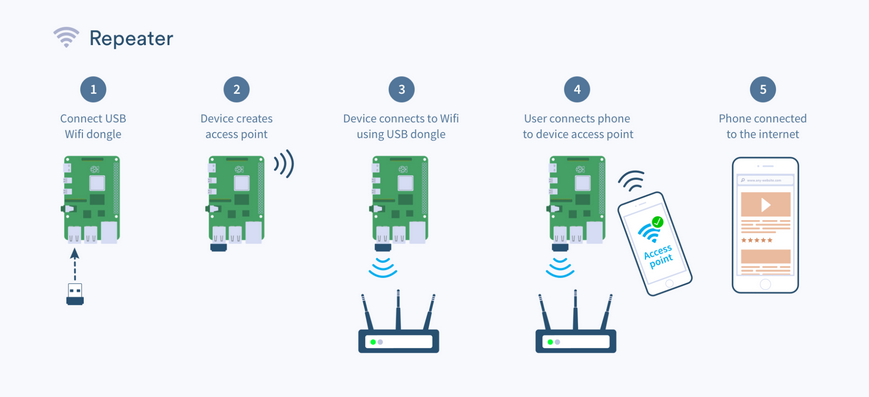 Repeater
1
2
3
4
5
Connect USB
Wifi dongle
Device creates
access point
Device connects to Wifi
using USB dongle
User connects phone
to device access point
Phone connected
to the internet
Access
point